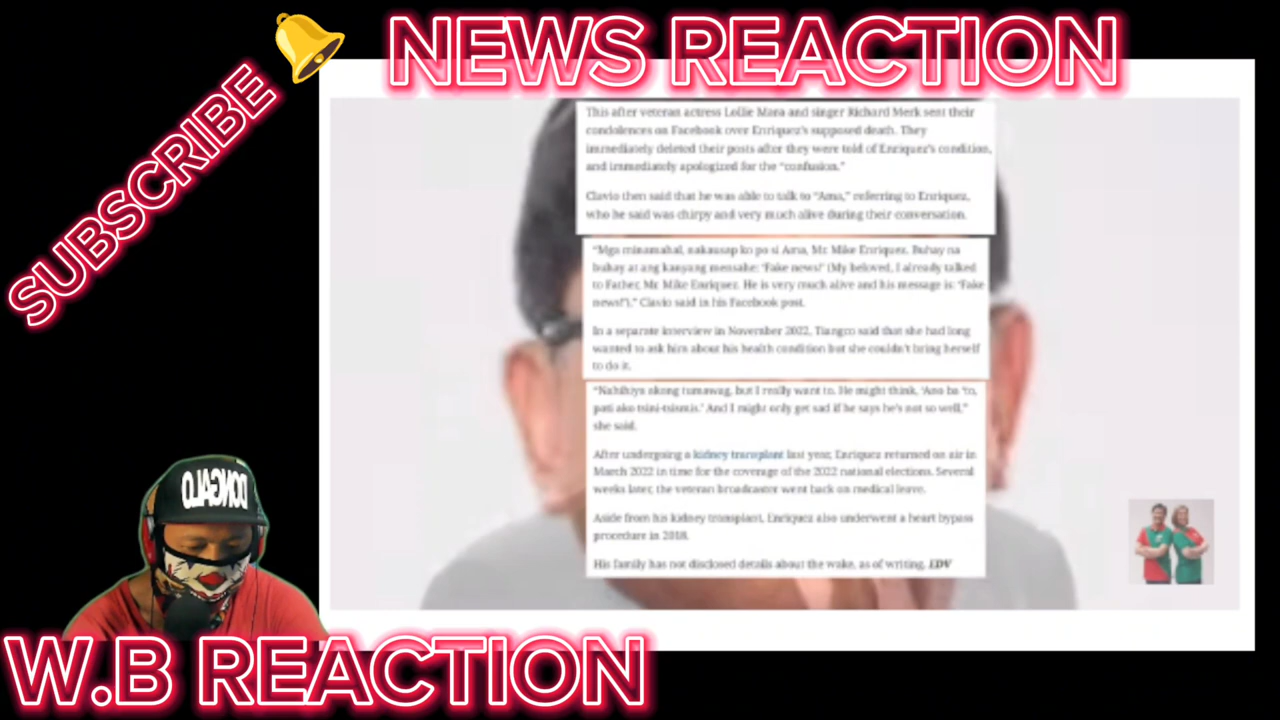 NEWS REACTION
SUBSCRIBE
This after veteran actress Lollie Mara and singer Richard Merk sent their
condolences on Facebook over Enriquez's supposed death. They
immediately deleted their posts after they were told of Enriquez's condition,
and immediately apologized for the "confusion."
Clavio then said that he was able to talk to "Ama," referring to Enriquez,
who he said was chirpy and very much alive during their conversation.
"Mga minamahal, nakausap ko po si Ama, Mr. Mike Enriquez. Buhay na
buhay at ang kanyang mensahe: 'Fake news!' (My beloved, I already talked
to Father, Mr. Mike Enriquez. He is very much alive and his message is: 'Fake
news!')," Clavio said in his Facebook post.
In a separate interview in November 2022, Tiangco said that she had long
wanted to ask him about his health condition but she couldn't bring herself
to do it.
"Nahihiya akong tumawag, but I really want to. He might think, 'Ano ba 'to,
pati ako tsini-tsismis.' And I might only get sad if he says he's not so well,"
she said.
After undergoing a kidney transplant last year, Enriquez returned on air in
March 2022 in time for the coverage of the 2022 national elections. Several
weeks later, the veteran broadcaster went back on medical leave.
Aside from his kidney transplant, Enriquez also underwent a heart bypass
procedure in 2018.
His family has not disclosed details about the wake, as of writing. EDV
DONGALO
W.B REACTION